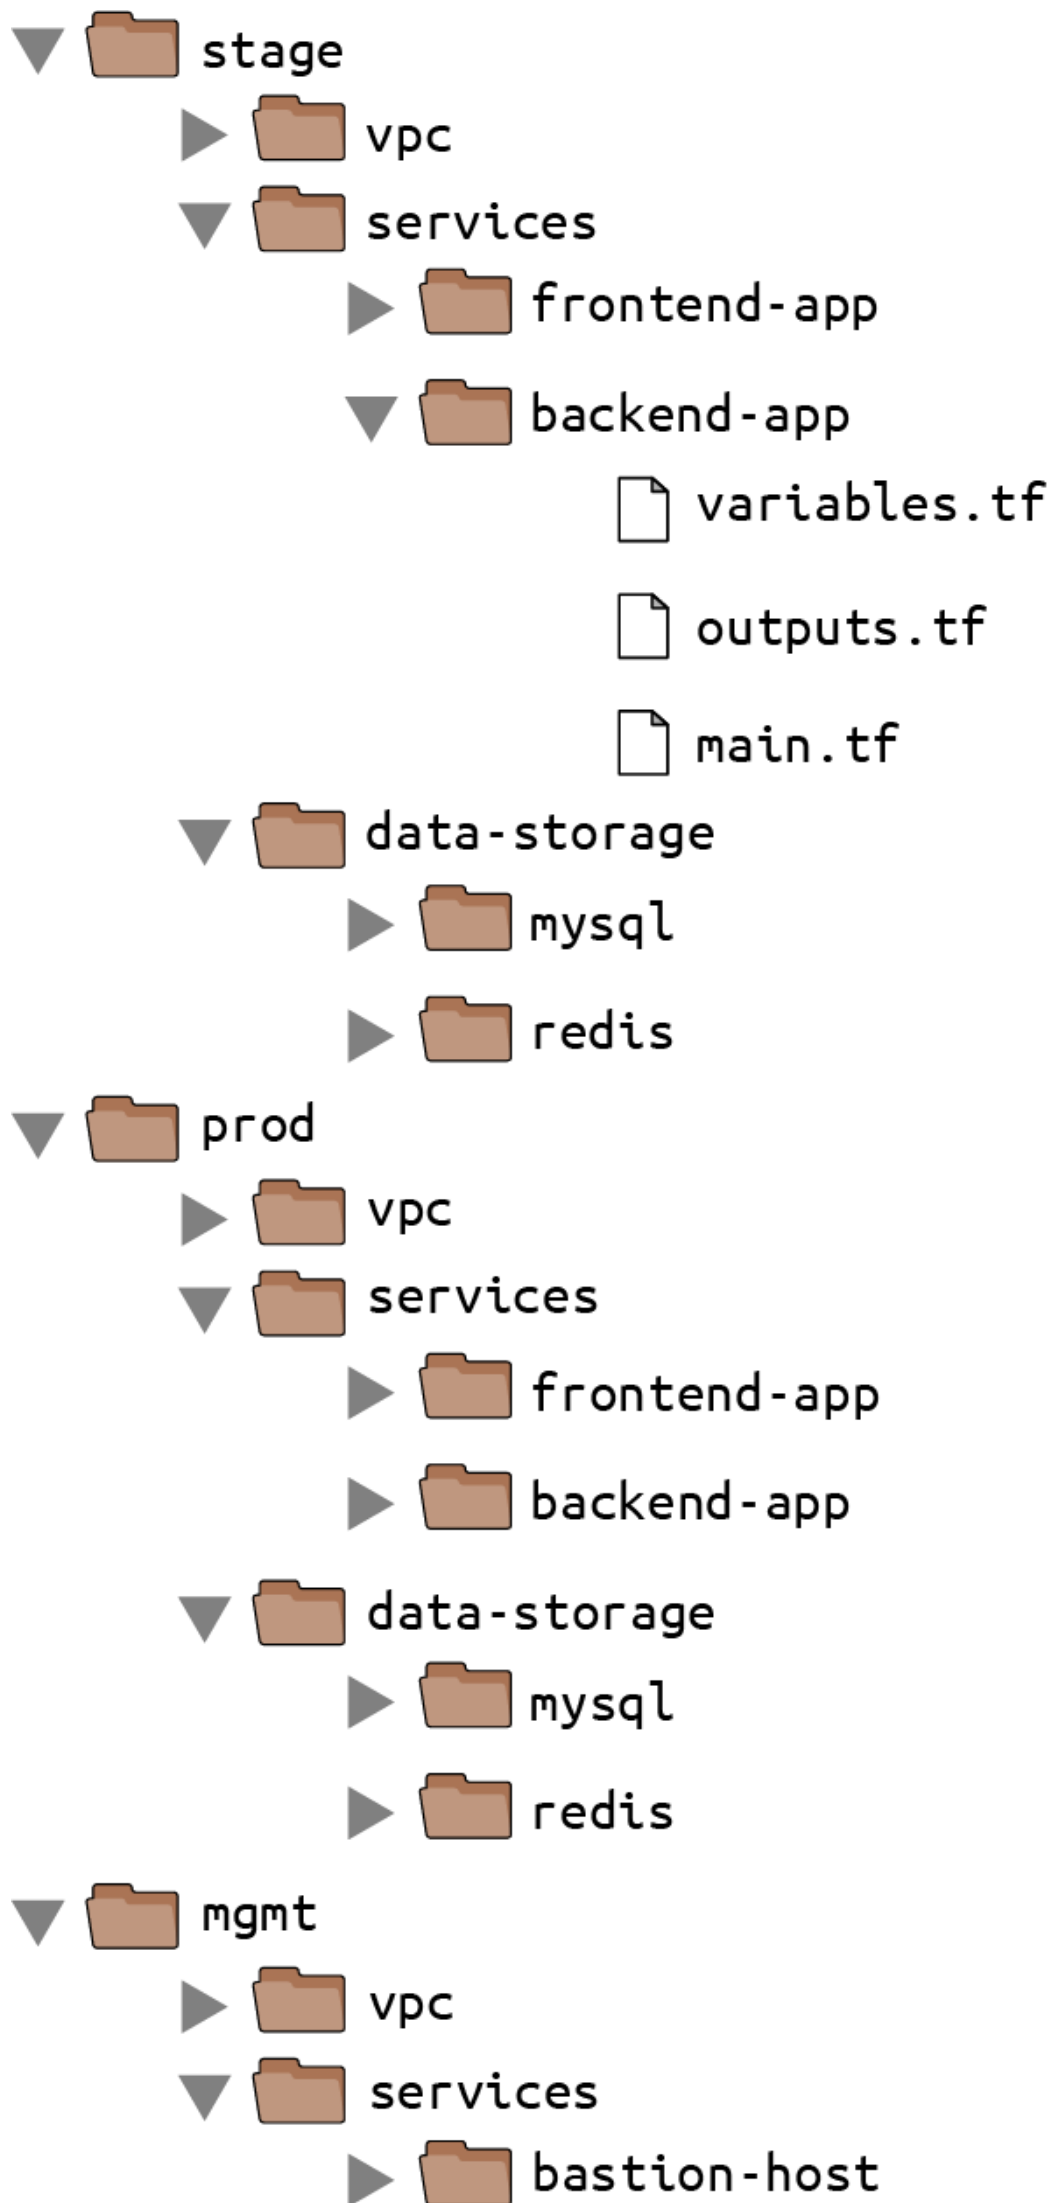 stage
vpc
services
frontend-app
backend-app
variables.tf
outputs.tf
main.tf
data-storage
mysql
redis
prod
vpc
services
frontend-app
backend-app
data-storage
mysql
redis
mgmt
vpc
services
bastion-host